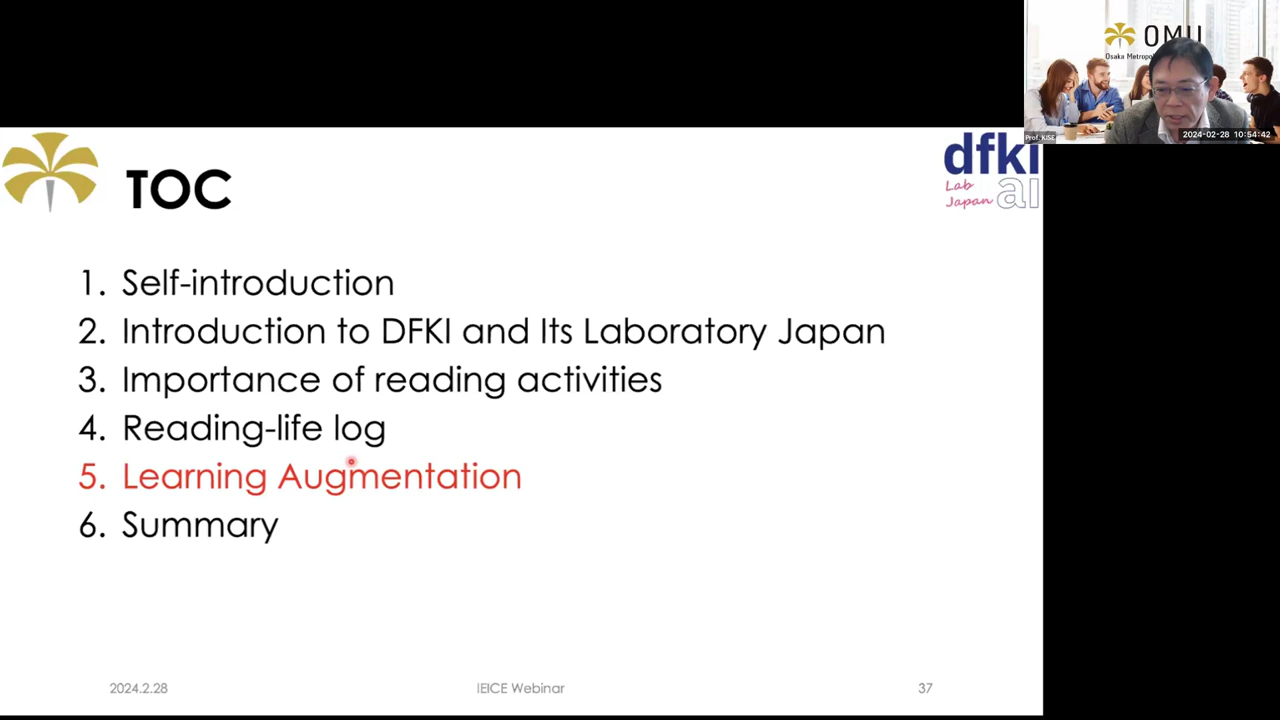 OMU
Osaka Metropo
Prof. KISE
2024-02-28 10:54:42
dfki
Lab
Japan
ai
TOC
1. Self-introduction
2. Introduction to DFKI and Its Laboratory Japan
3. Importance of reading activities
4. Reading-life log
5. Learning Augmentation
6. Summary
2024.2.28
IEICE Webinar
37